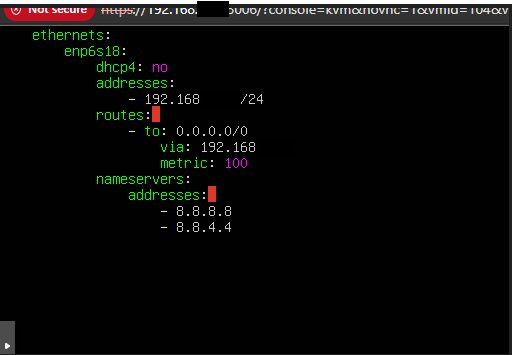 Not secure https://192.168. 8006/?console=kvm&novnc=1&vmid=104&v
ethernets:
enp6s18:
dhcp4: no
addresses:
- 192.168 /24
routes:
- to: 0.0.0.0/0
via: 192.168
metric: 100
nameservers:
addresses:
- 8.8.8.8
- 8.8.4.4